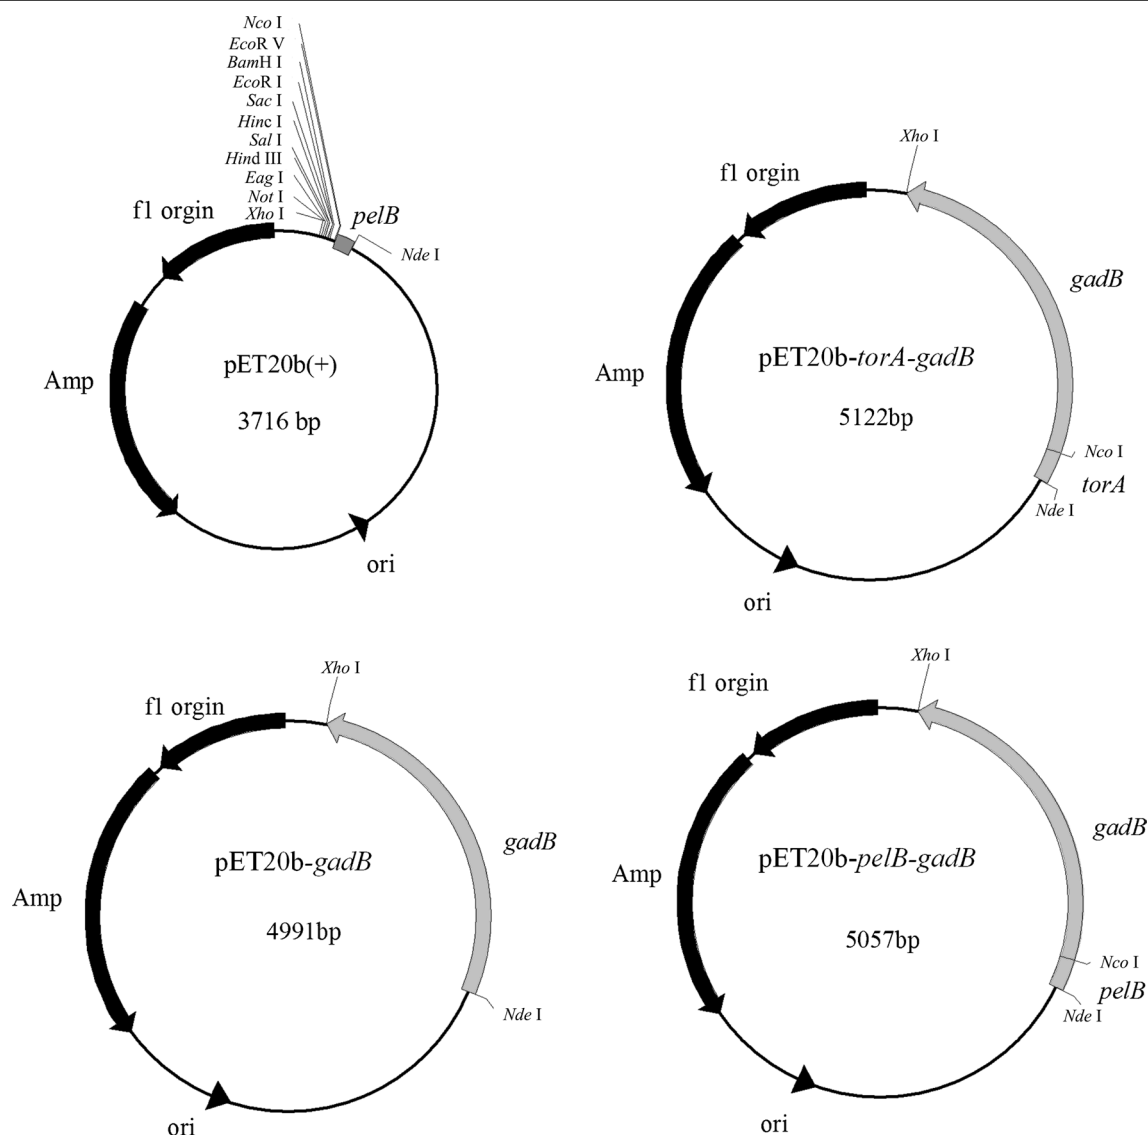 Nco I
EcoR V
BamH I
EcoR I
Sac I
Hinc I
Sal I
Hind III
Eag I
Not I
Xho I
f1 orgin
pelB
Nde I
Amp
pET20b(+)
3716 bp
ori
Xho I
f1 orgin
gadB
Amp
pET20b-torA-gadB
5122bp
Nco I
torA
Nde I
ori
Xho I
f1 orgin
gadB
Amp
pET20b-gadB
4991bp
Nde I
ori
Xho I
f1 orgin
gadB
Amp
pET20b-pelB-gadB
5057bp
Nco I
pelB
Nde I
ori